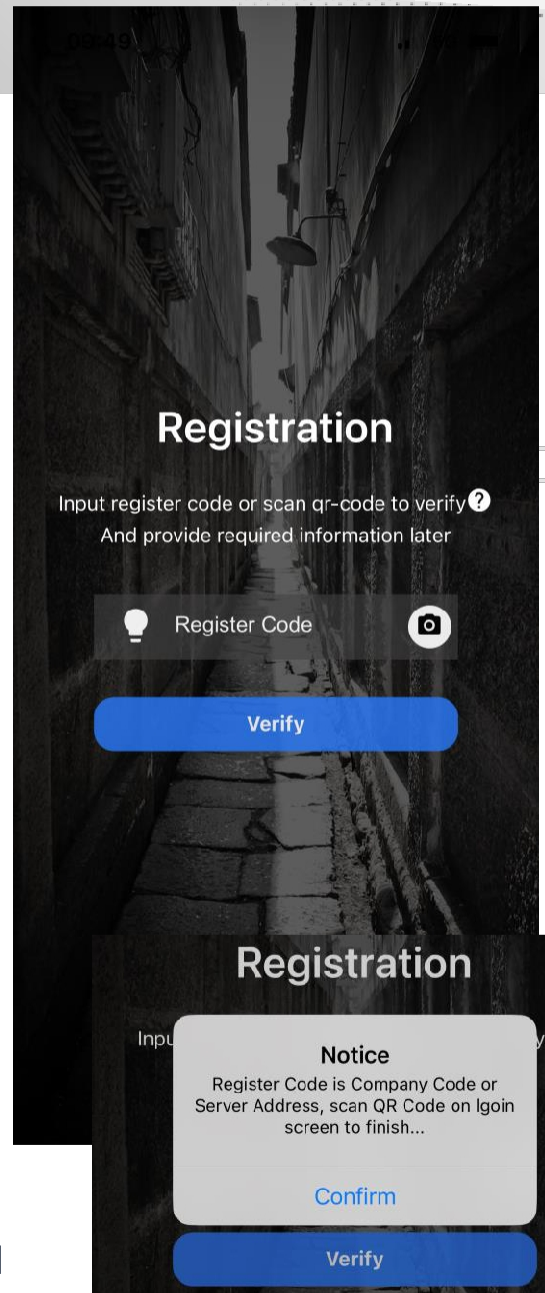 Registration
Input register code or scan qr-code to verify?
And provide required information later
Register Code
Verify
Registration
Inpu
y
Notice
Register Code is Company Code or
Server Address, scan QR Code on lgoin
screen to finish...
Confirm
Verify